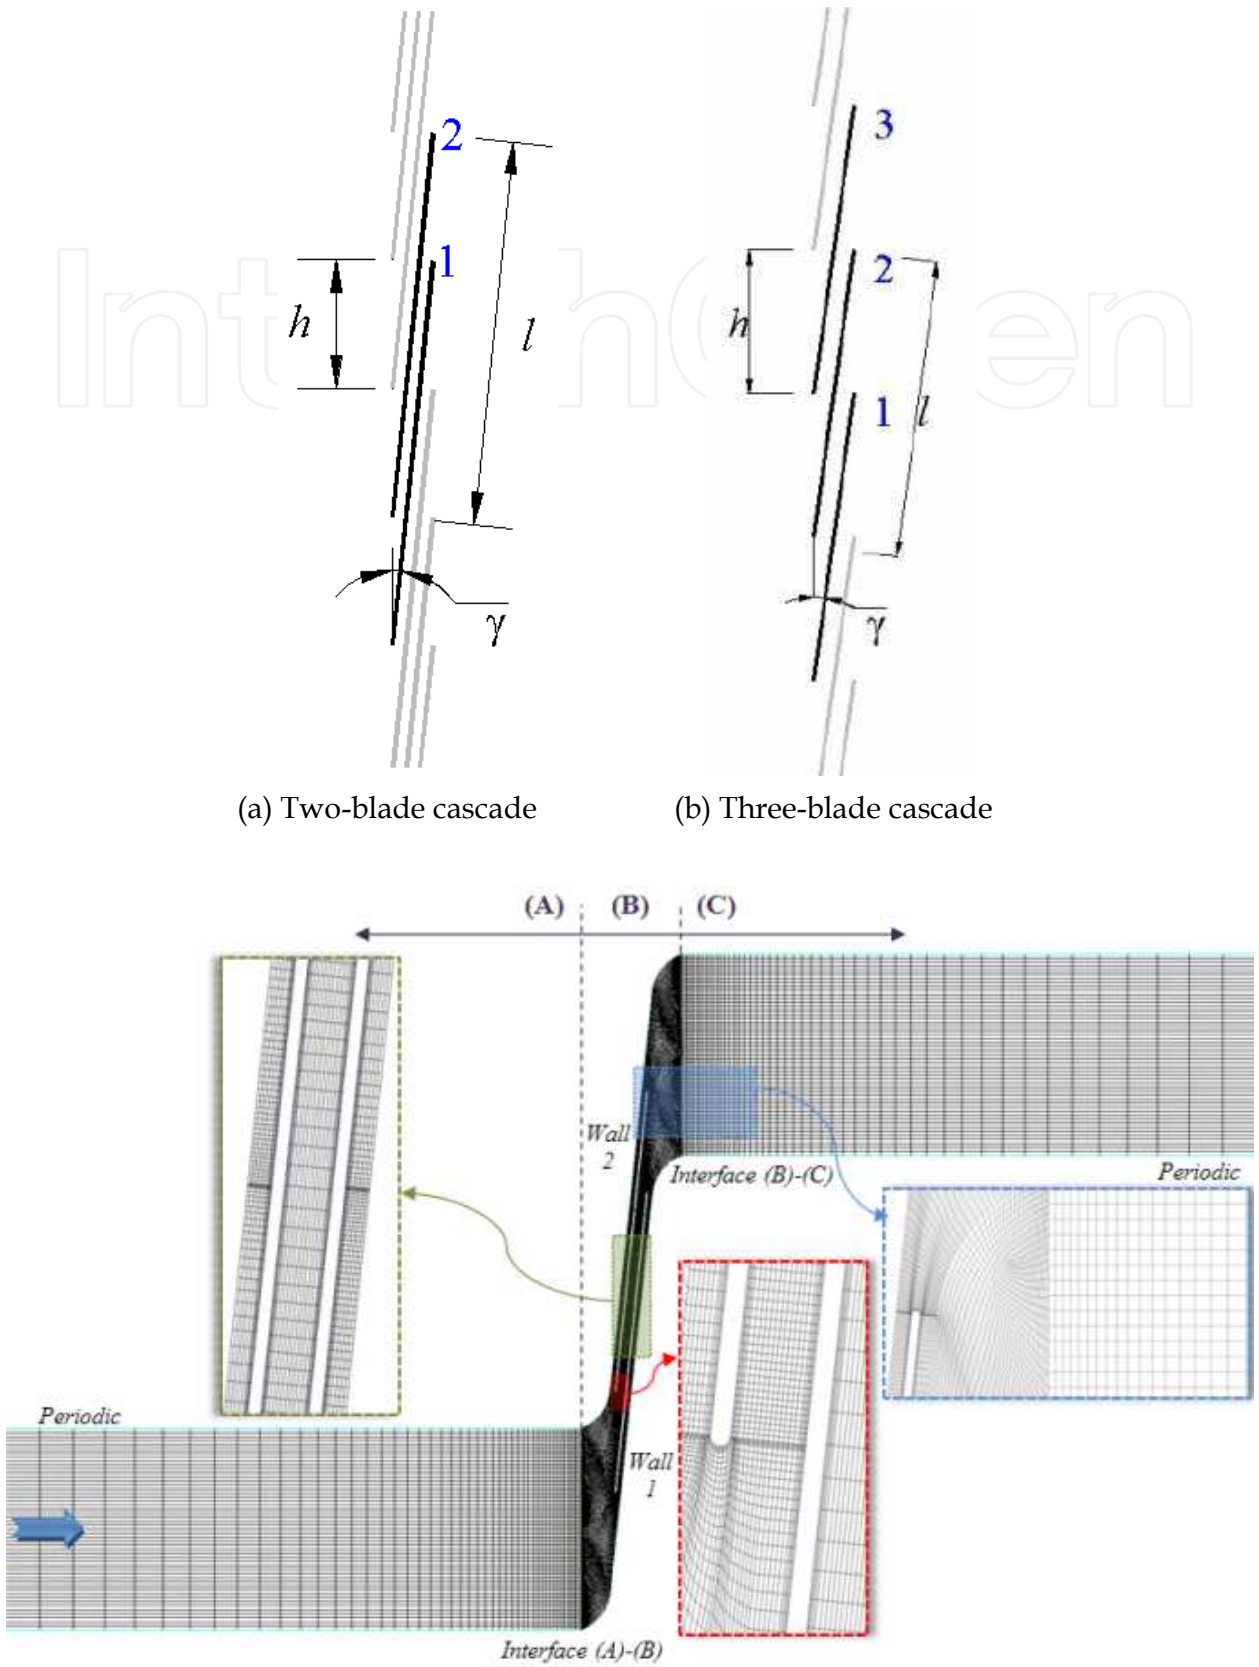 2
1
h
l
γ
3
2
h
1
l
γ
IntechOpen
(a) Two-blade cascade
(b) Three-blade cascade
(A)
(B)
(C)
Wall
2
Interface (B)-(C)
Periodic
Periodic
Wall
1
Interface (A)-(B)